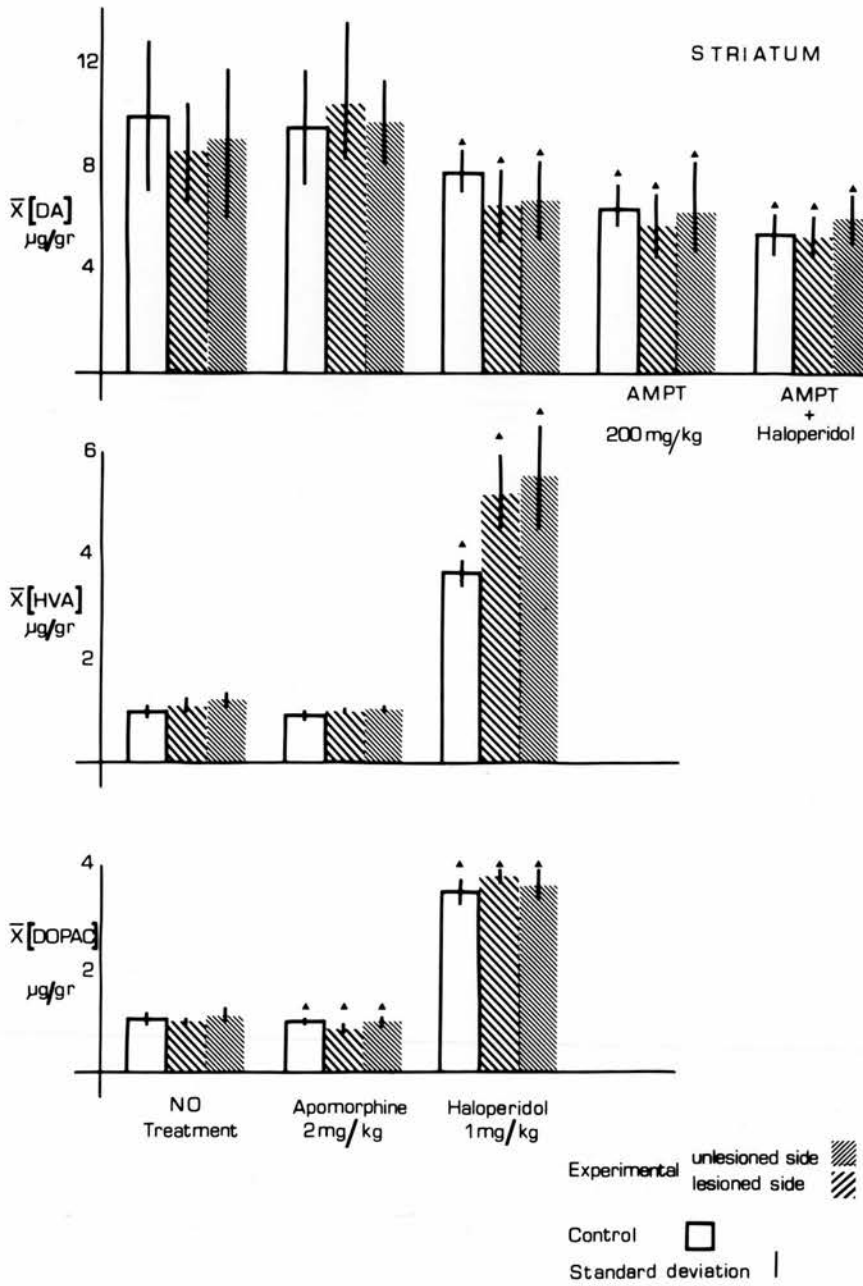 STRIATUM
12
8
4
X̅[DA]
μg/gr
AMPT
200 mg/kg
AMPT
+
Haloperidol
6
4
2
X̅[HVA]
μg/gr
4
2
X̅[DOPAC]
μg/gr
NO
Treatment
Apomorphine
2 mg/kg
Haloperidol
1 mg/kg
Experimental unlesioned side
lesioned side
Control
Standard deviation